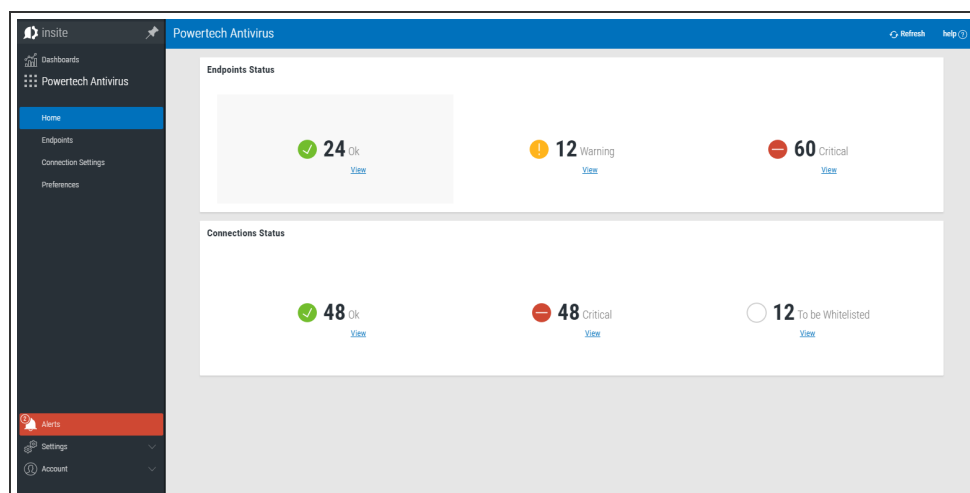 insite
Powertech Antivirus
Refresh
help ?
Dashboards
Powertech Antivirus
Home
Endpoints
Connection Settings
Preferences
Endpoints Status
24 Ok
View
12 Warning
View
60 Critical
View
Connections Status
48 Ok
View
48 Critical
View
12 To be Whitelisted
View
2
Alerts
Settings
Account